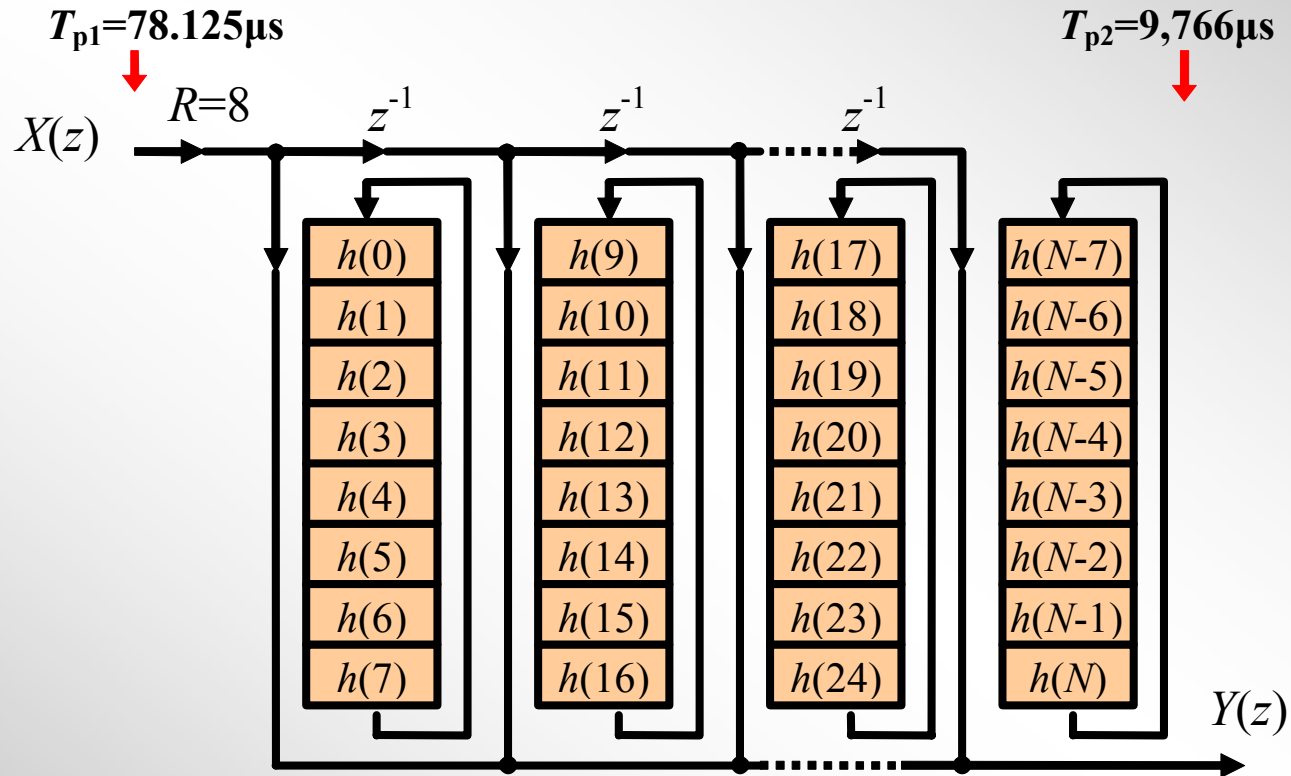 Tp1=78.125μs
Tp2=9,766μs
R=8
z-1
z-1
z-1
X(z)
h(0)
h(1)
h(2)
h(3)
h(4)
h(5)
h(6)
h(7)
h(9)
h(10)
h(11)
h(12)
h(13)
h(14)
h(15)
h(16)
h(17)
h(18)
h(19)
h(20)
h(21)
h(22)
h(23)
h(24)
h(N-7)
h(N-6)
h(N-5)
h(N-4)
h(N-3)
h(N-2)
h(N-1)
h(N)
Y(z)